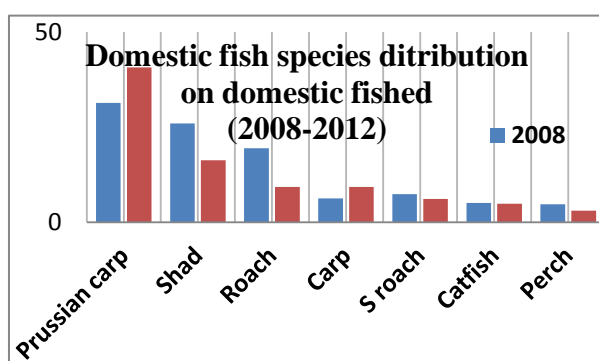 50
Domestic fish species ditribution
on domestic fished
(2008-2012)
2008
0
Prussian carp
Shad
Roach
Carp
S roach
Catfish
Perch